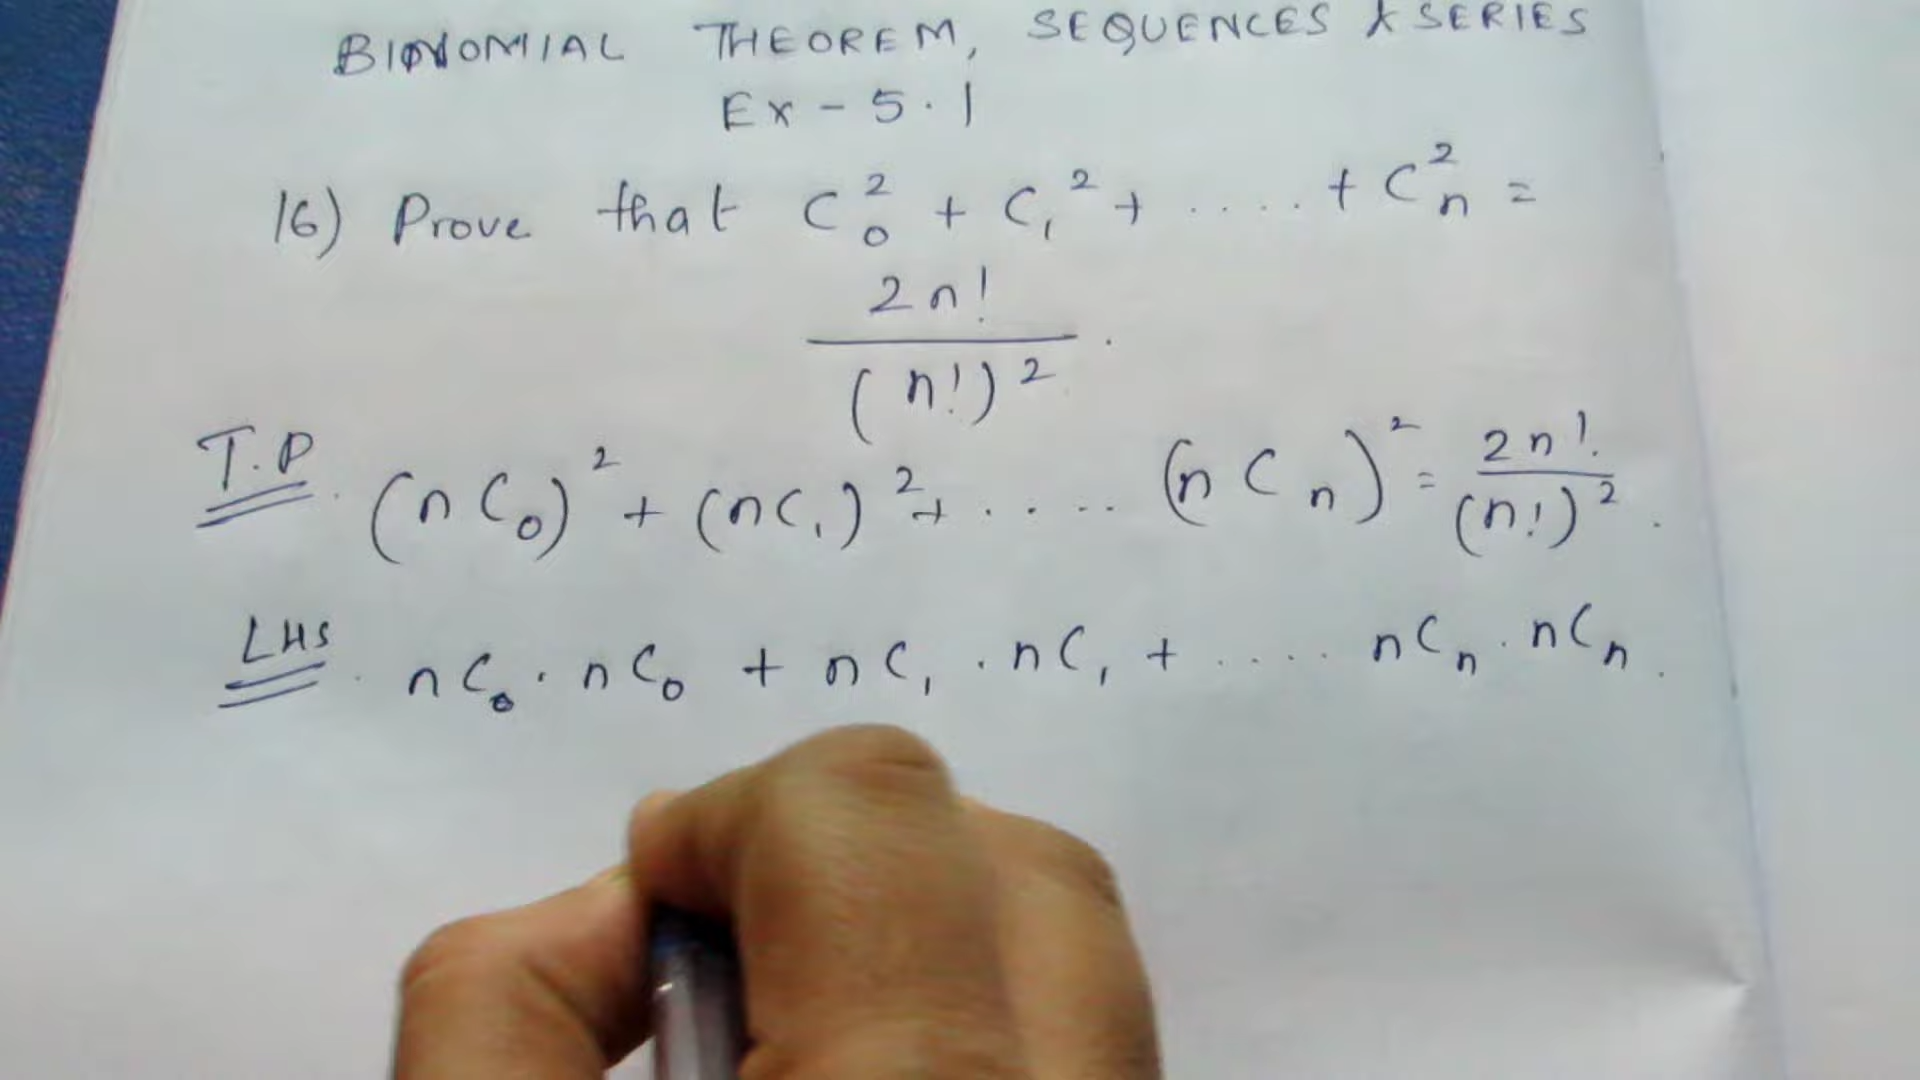 BINOMIAL THEOREM, SEQUENCES & SERIES
Ex - 5.1
16) Prove that C₀² + C₁² + ..... + Cₙ² =
2n!
(n!)² .
T.P. (nC₀)² + (nC₁)² + ..... (nCₙ)² = 2n!/(n!)² .
LHS. nC₀ . nC₀ + nC₁ . nC₁ + .... nCₙ . nCₙ .